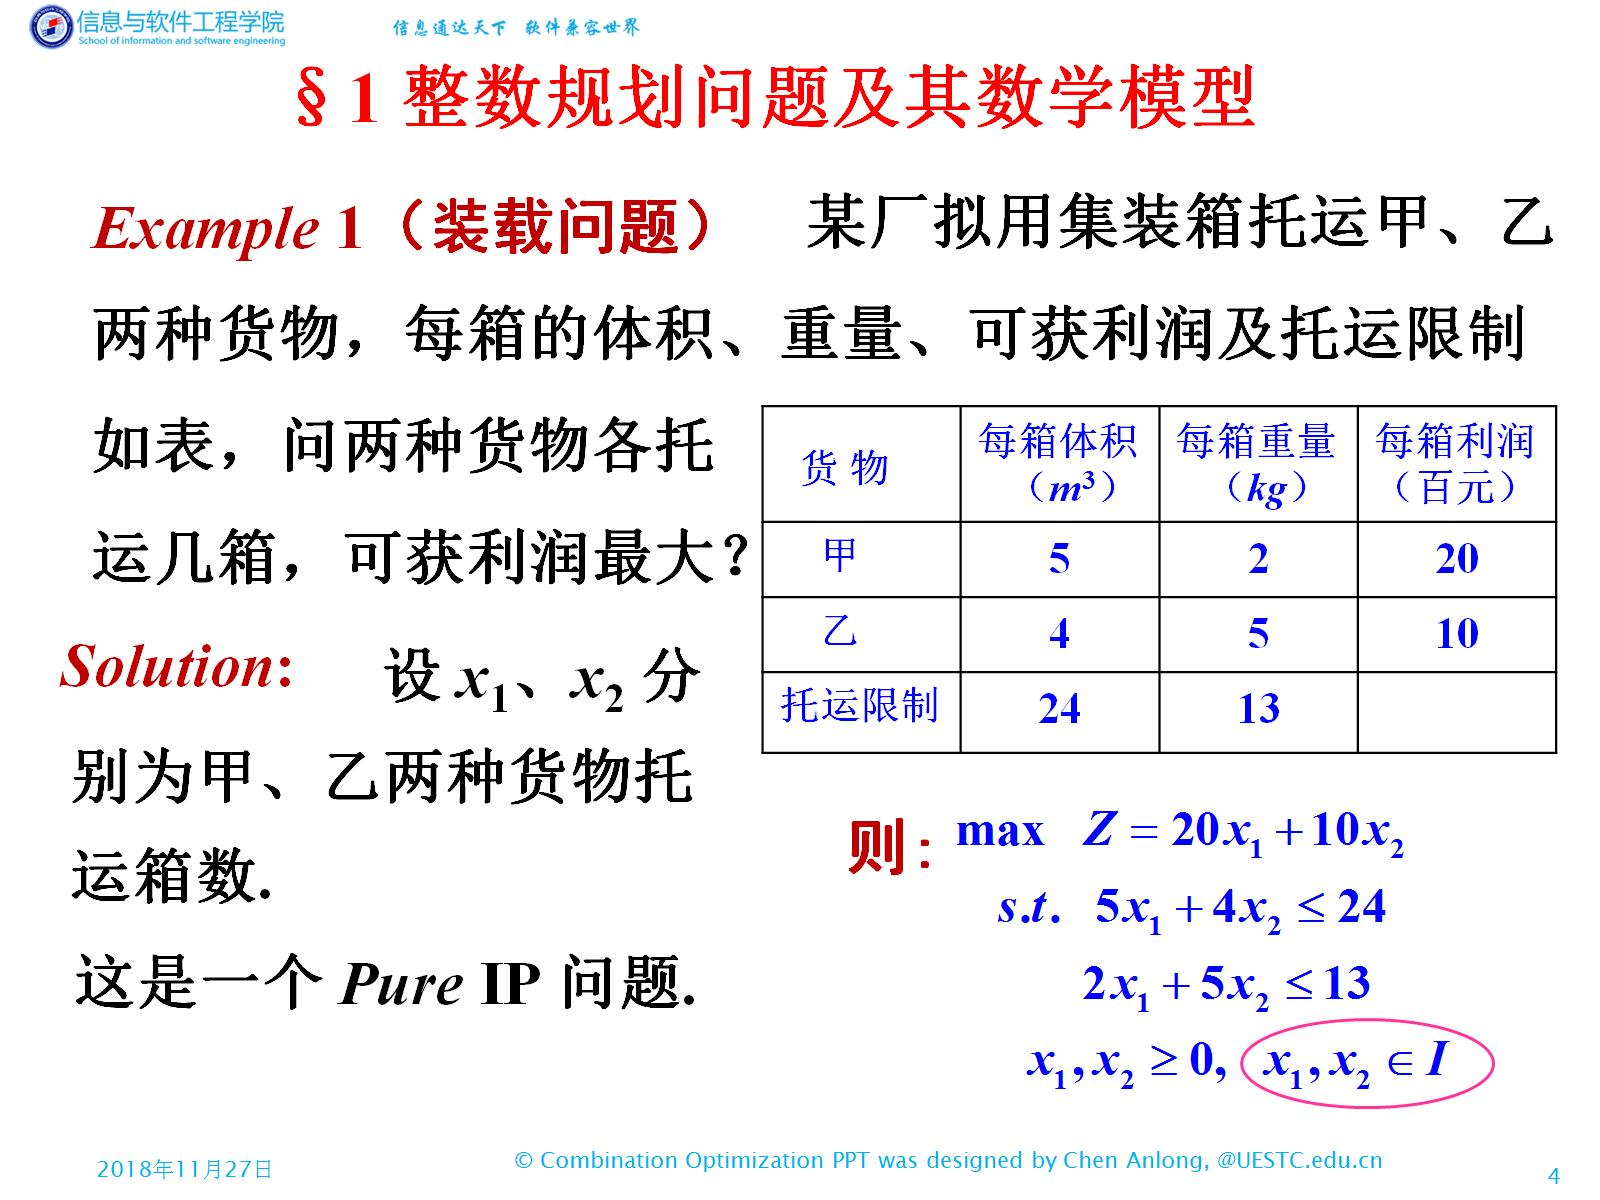 信息与软件工程学院
School of information and software engineering
信息通达天下 软件兼容世界
§1 整数规划问题及其数学模型
Example 1（装载问题） 某厂拟用集装箱托运甲、乙
两种货物，每箱的体积、重量、可获利润及托运限制
如表，问两种货物各托
运几箱，可获利润最大?
货 物 每箱体积（m³） 每箱重量（kg） 每箱利润（百元）
甲 5 2 20
乙 4 5 10
托运限制 24 13
Solution: 设 x₁、x₂ 分
别为甲、乙两种货物托
运箱数.
这是一个 Pure IP 问题.
则: max Z = 20x₁ + 10x₂
s.t. 5x₁ + 4x₂ ≤ 24
2x₁ + 5x₂ ≤ 13
x₁, x₂ ≥ 0, x₁, x₂ ∈ I
2018年11月27日
© Combination Optimization PPT was designed by Chen Anlong, @UESTC.edu.cn
4